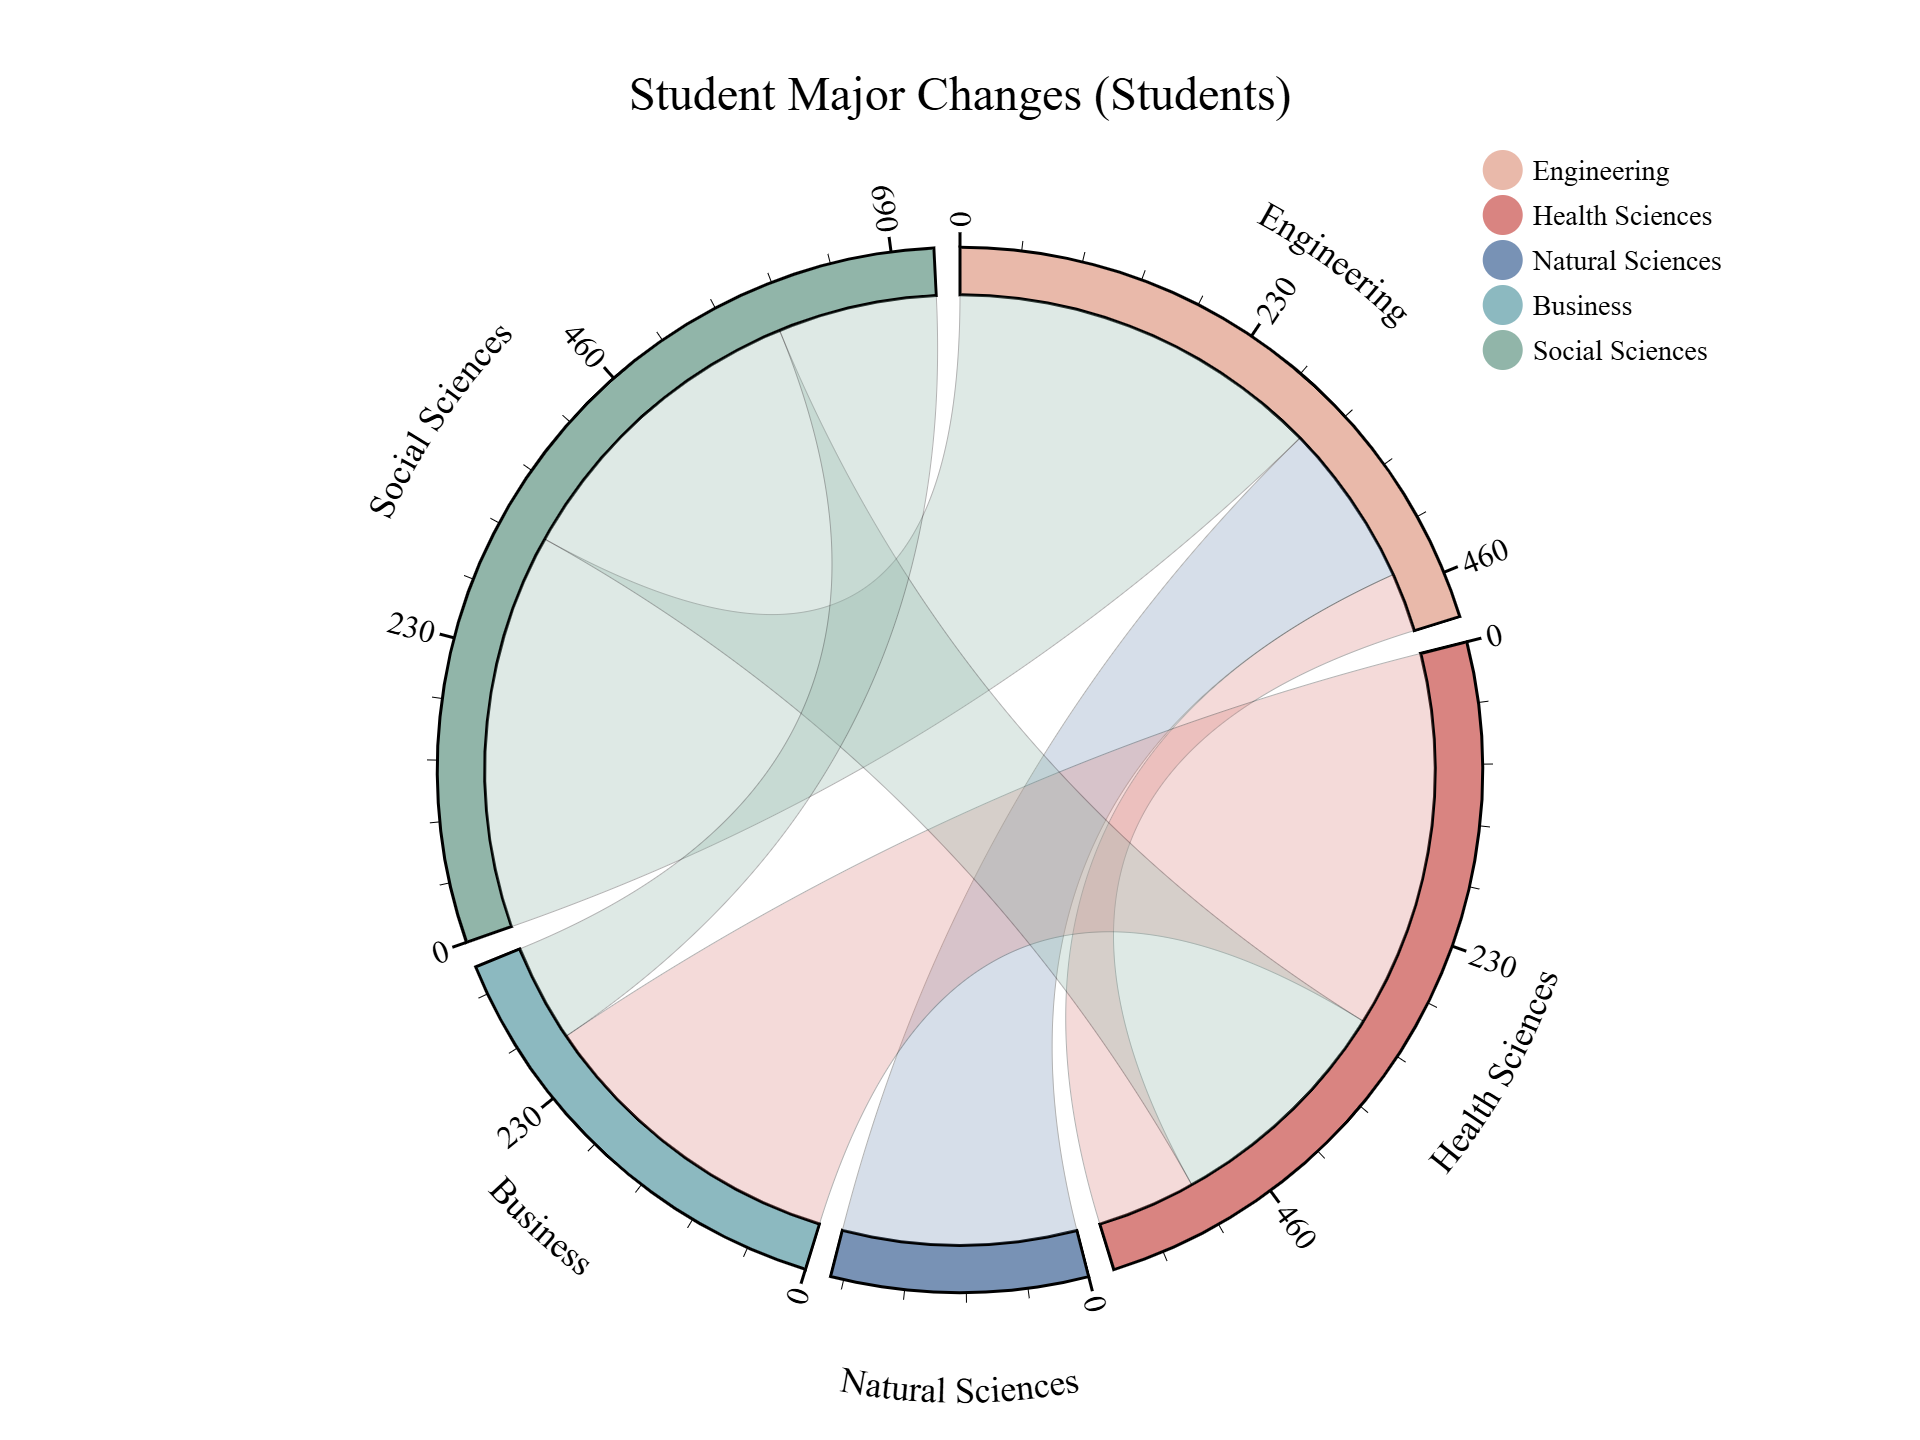 Student Major Changes (Students)
Engineering
Health Sciences
Natural Sciences
Business
Social Sciences
0
230
460
Engineering
0
230
460
Health Sciences
0
Natural Sciences
0
230
Business
0
230
460
690
Social Sciences